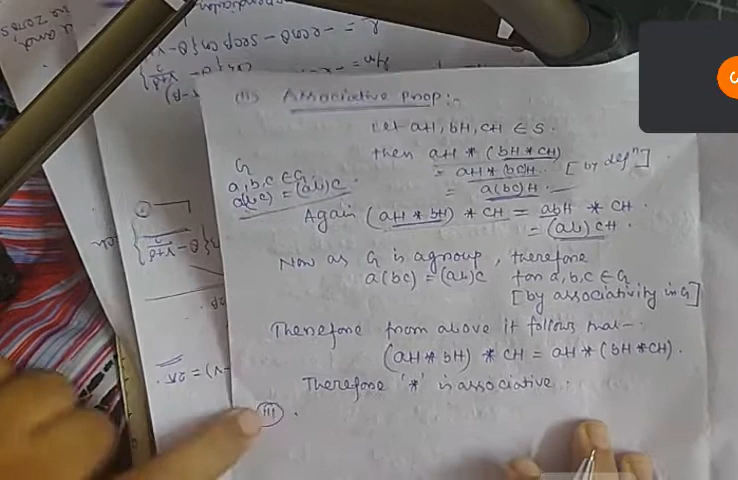 (ii) Associative Prop:-
Let aH, bH, cH ∈ S.
then aH * (bH * cH)
= aH * bcH. [by defⁿ].
= a(bc)H.
G
a,b,c ∈ G
a(bc) = (ab)c.
Again (aH * bH) * cH = abH * cH.
= (ab)cH.
Now as G is a group, therefore
a(bc) = (ab)c for a,b,c ∈ G
[by associativity in G]
Therefore from above it follows that-
(aH * bH) * cH = aH * (bH * cH).
Therefore '*' is associative.
(iii).